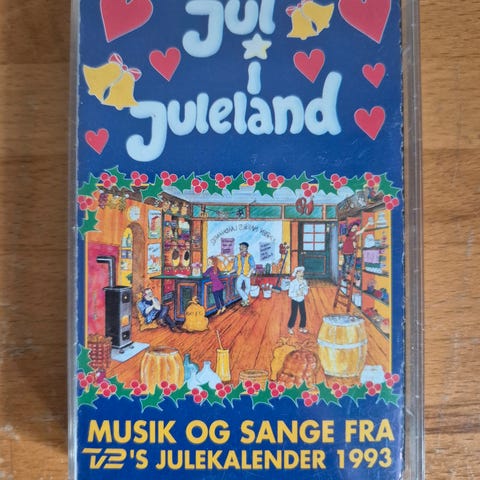 Jul
i
Juleland
MUSIK OG SANGE FRA
TV2'S JULEKALENDER 1993